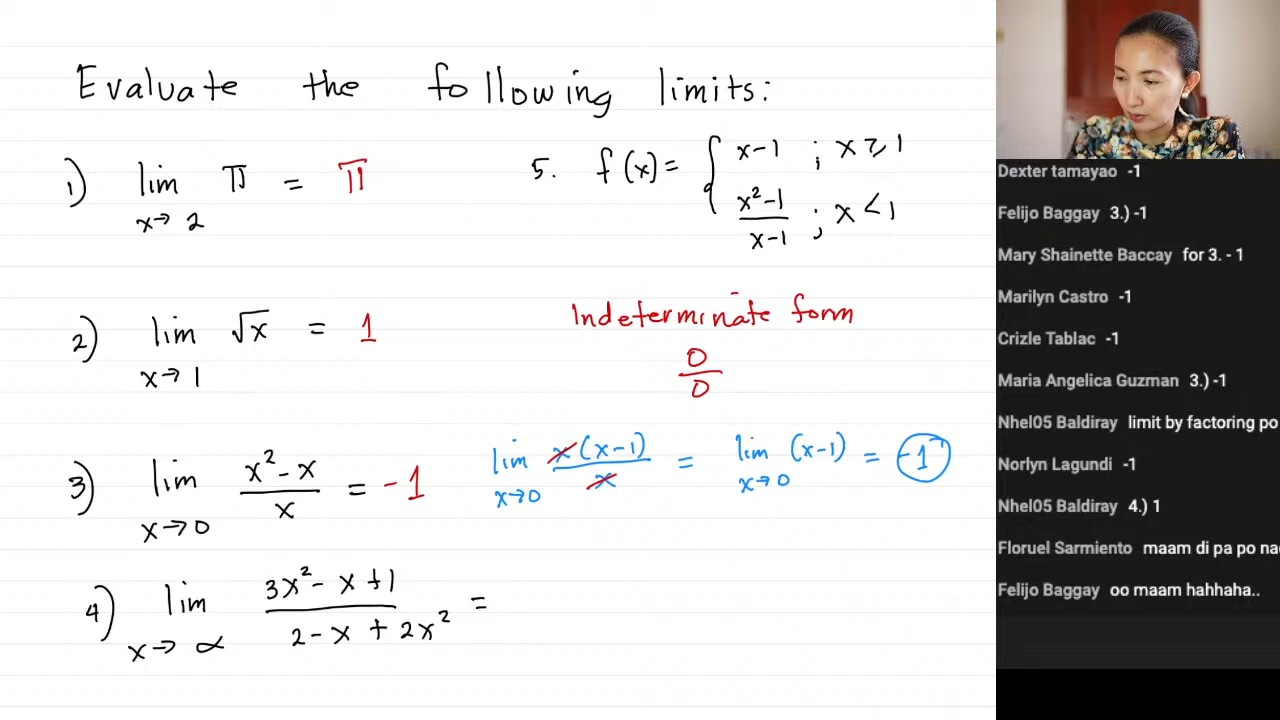 Evaluate the following limits:
1) lim x→2 π = π
2) lim x→1 √x = 1
3) lim x→0 x²-x / x = -1
lim x→0 x(x-1) / x = lim x→0 (x-1) = -1
4) lim x→∝ 3x²-x+1 / 2-x+2x² =
5. f(x) = { x-1 ; x≥1
x²-1 / x-1 ; x<1
Indeterminate form
0/0
Dexter tamayao -1
Felijo Baggay 3.) -1
Mary Shainette Baccay for 3. - 1
Marilyn Castro -1
Crizle Tablac -1
Maria Angelica Guzman 3.) -1
Nhel05 Baldiray limit by factoring po
Norlyn Lagundi -1
Nhel05 Baldiray 4.) 1
Floruel Sarmiento maam di pa po na
Felijo Baggay oo maam hahhaha..